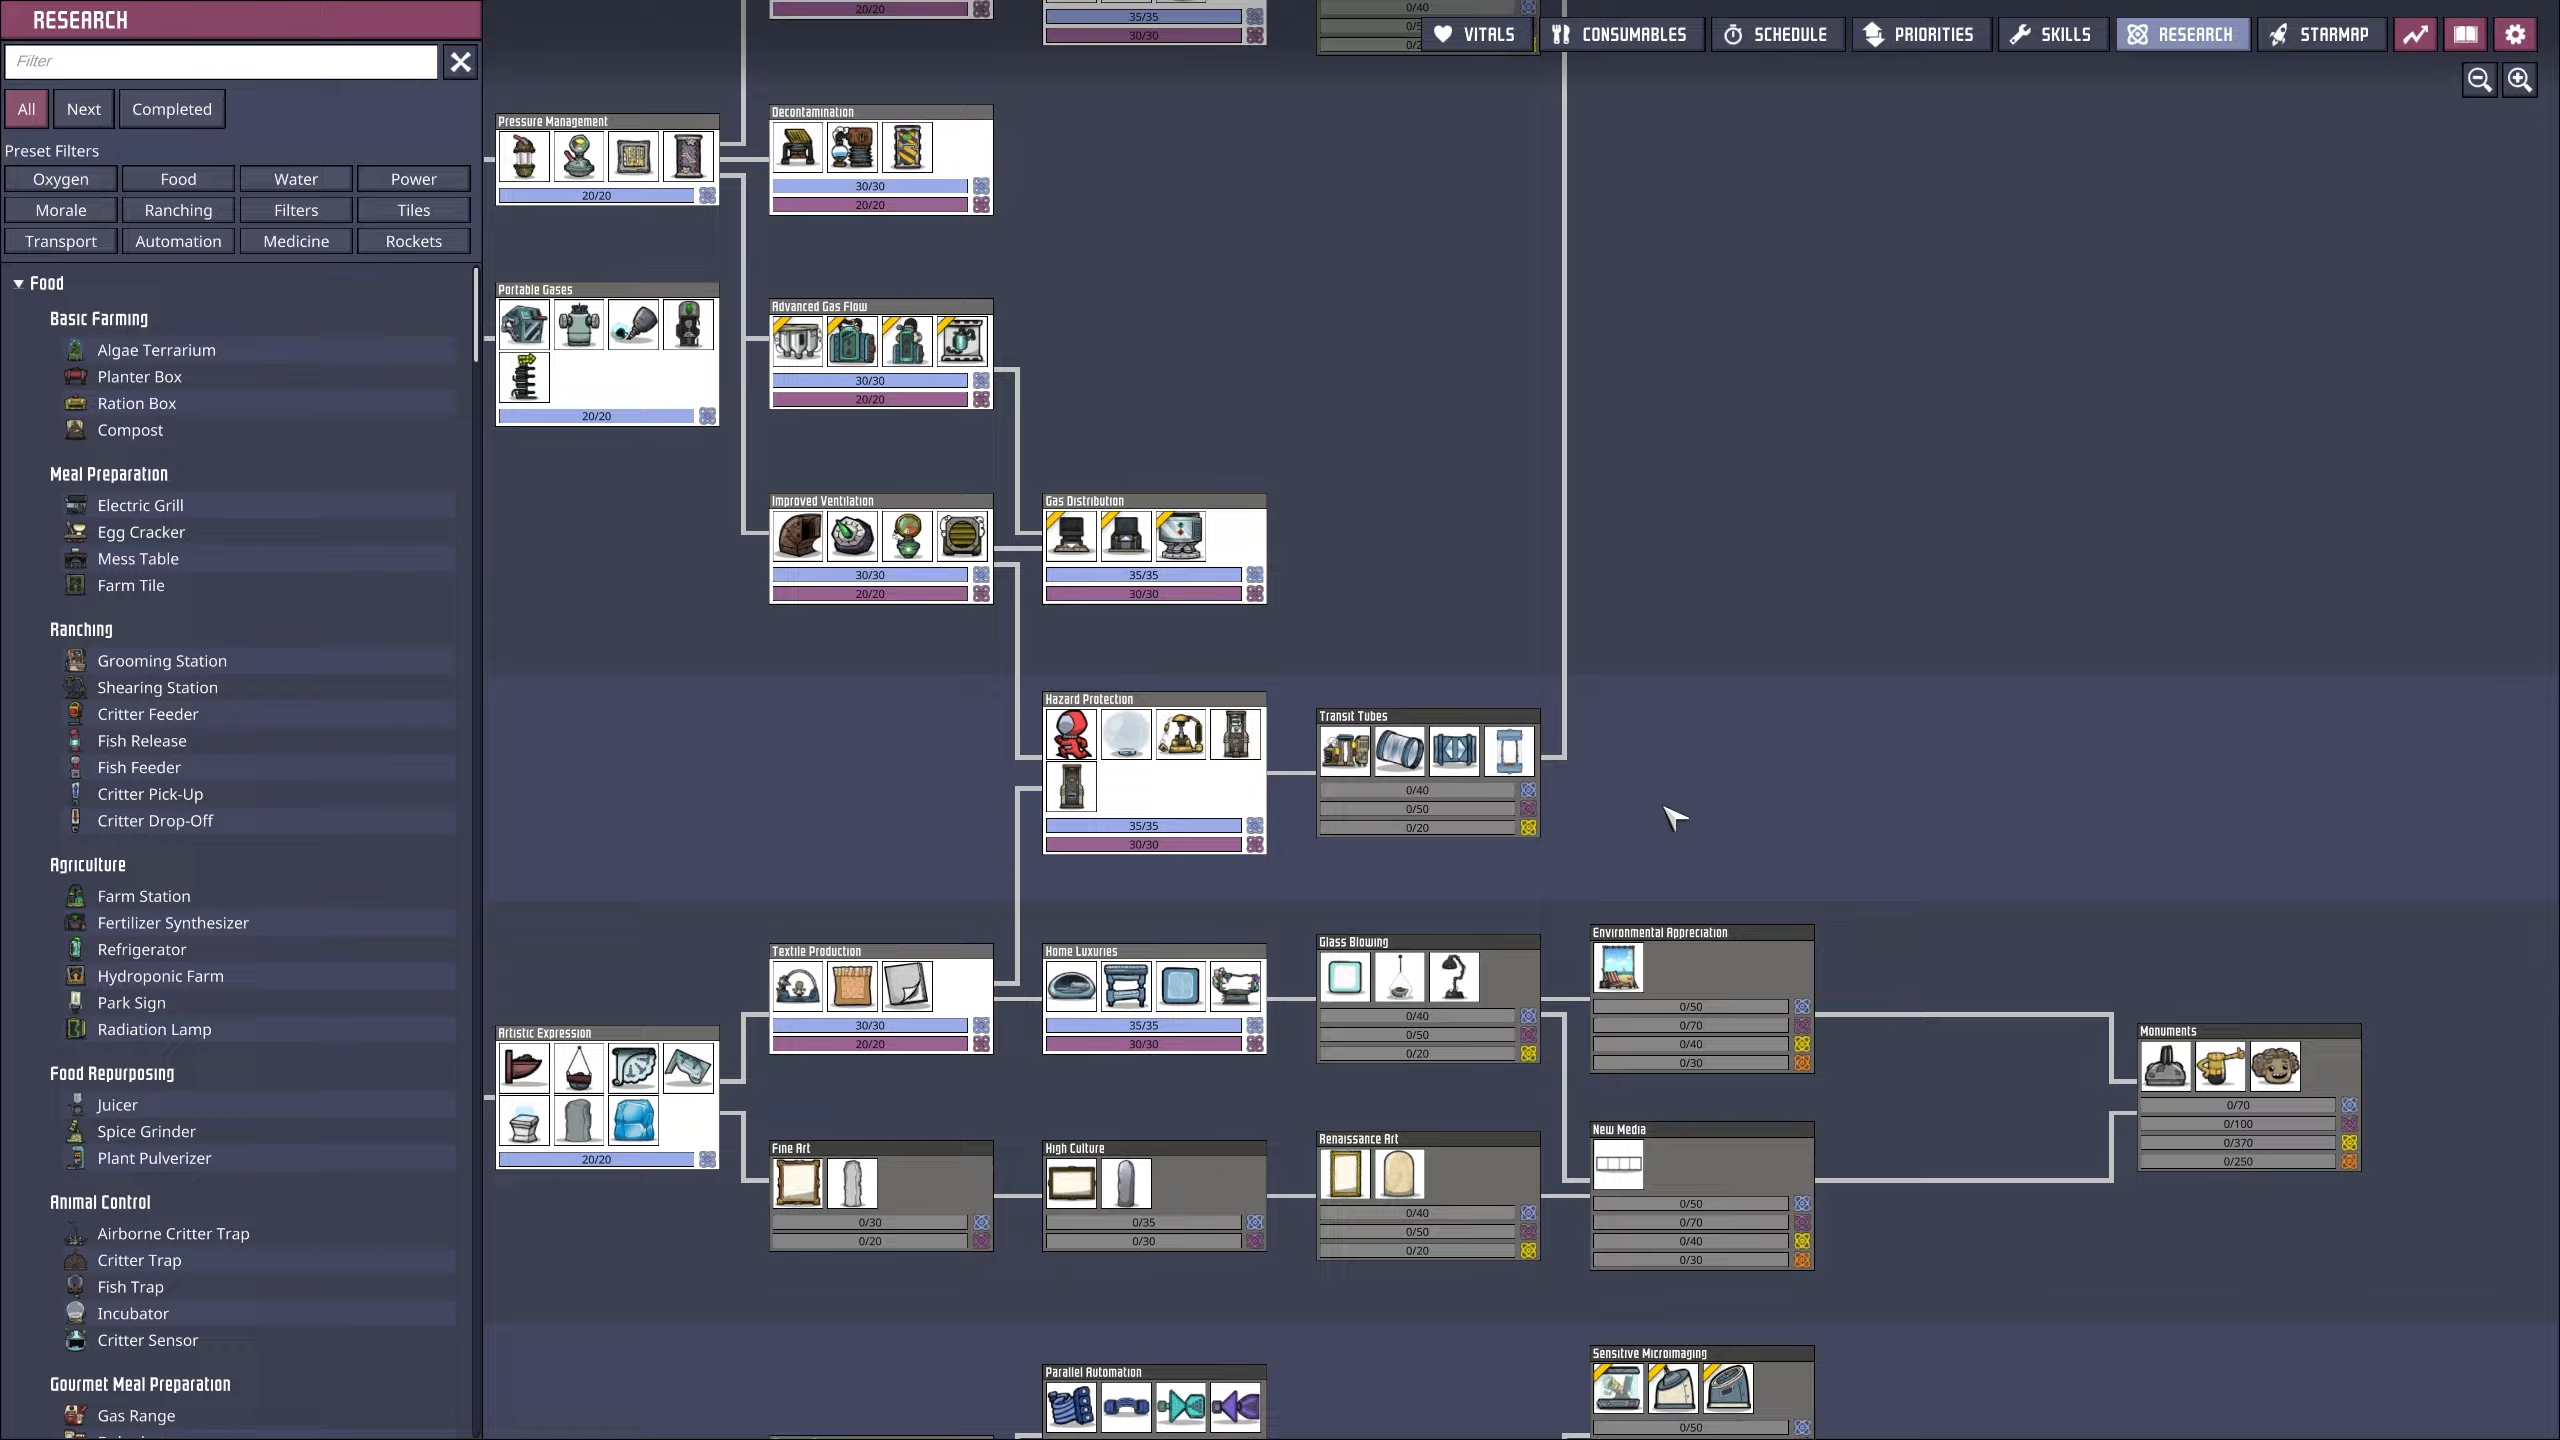 RESEARCH
Filter
All Next Completed
Preset Filters
Oxygen Food Water Power
Morale Ranching Filters Tiles
Transport Automation Medicine Rockets
Food
Basic Farming
Algae Terrarium
Planter Box
Ration Box
Compost
Meal Preparation
Electric Grill
Egg Cracker
Mess Table
Farm Tile
Ranching
Grooming Station
Shearing Station
Critter Feeder
Fish Release
Fish Feeder
Critter Pick-Up
Critter Drop-Off
Agriculture
Farm Station
Fertilizer Synthesizer
Refrigerator
Hydroponic Farm
Park Sign
Radiation Lamp
Food Repurposing
Juicer
Spice Grinder
Plant Pulverizer
Animal Control
Airborne Critter Trap
Critter Trap
Fish Trap
Incubator
Critter Sensor
Gourmet Meal Preparation
Gas Range
VITALS CONSUMABLES SCHEDULE PRIORITIES SKILLS RESEARCH STARMAP
20/20
35/35
30/30
0/40
Pressure Management
20/20
Decontamination
30/30
20/20
Portable Gases
20/20
Advanced Gas Flow
30/30
20/20
Improved Ventilation
30/30
20/20
Gas Distribution
35/35
30/30
Hazard Protection
35/35
30/30
Transit Tubes
0/40
0/50
0/20
Textile Production
30/30
20/20
Home Luxuries
35/35
30/30
Glass Blowing
0/40
0/50
0/20
Environmental Appreciation
0/50
0/70
0/40
0/30
Artistic Expression
20/20
Fine Art
0/30
0/20
High Culture
0/35
0/30
Renaissance Art
0/40
0/50
0/20
New Media
0/50
0/70
0/40
0/30
Monuments
0/70
0/100
0/370
0/250
Parallel Automation
Sensitive Microimaging
0/50